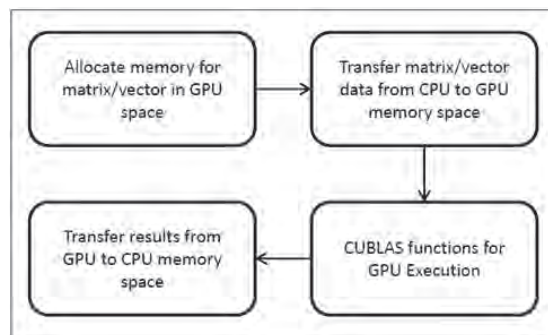 Allocate memory for
matrix/vector in GPU
space
Transfer matrix/vector
data from CPU to GPU
memory space
CUBLAS functions for
GPU Execution
Transfer results from
GPU to CPU memory
space